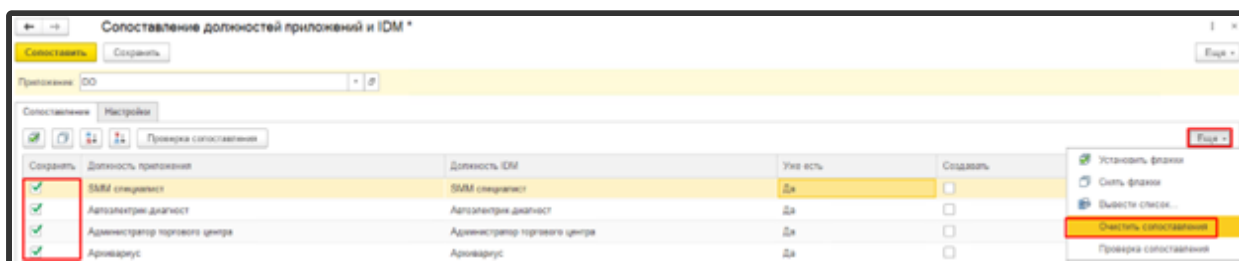 Сопоставление должностей приложений и IDM *
Сопоставить Сохранить Еще
Приложение: DO
Сопоставление Настройки
Проверка сопоставления Еще
Сохранить Должность приложения Должность IDM Уже есть Создавать
Установить флажки
SMM специалист SMM специалист Да
Снять флажки
Автоэлектрик-диагност Автоэлектрик-диагност Да
Вывести список...
Администратор торгового центра Администратор торгового центра Да
Очистить сопоставления
Архивариус Архивариус Да
Проверка сопоставления